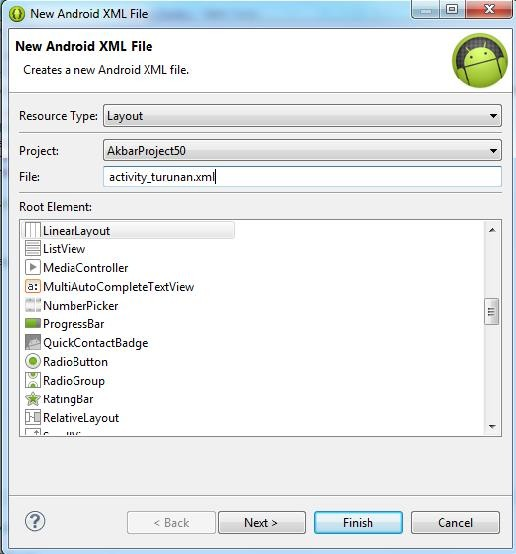 New Android XML File
New Android XML File
Creates a new Android XML file.
Resource Type: Layout
Project: AkbarProject50
File: activity_turunan.xml
Root Element:
LinearLayout
ListView
MediaController
a: MultiAutoCompleteTextView
NumberPicker
ProgressBar
QuickContactBadge
RadioButton
RadioGroup
RatingBar
RelativeLayout
? < Back Next > Finish Cancel